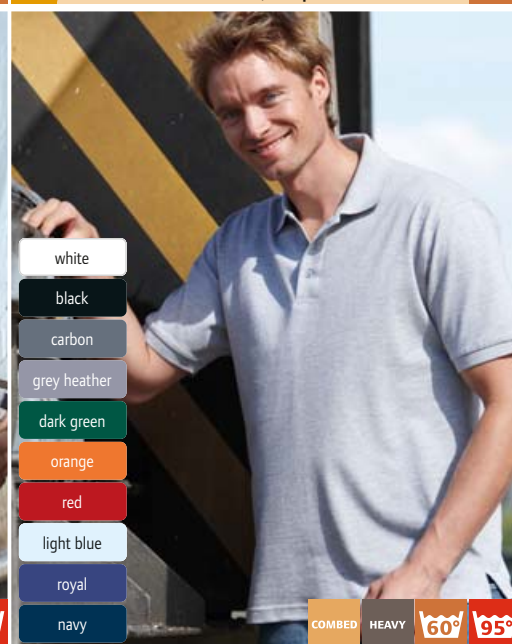 white
black
carbon
grey heather
dark green
orange
red
light blue
royal
navy
COMBED HEAVY 60° 95°